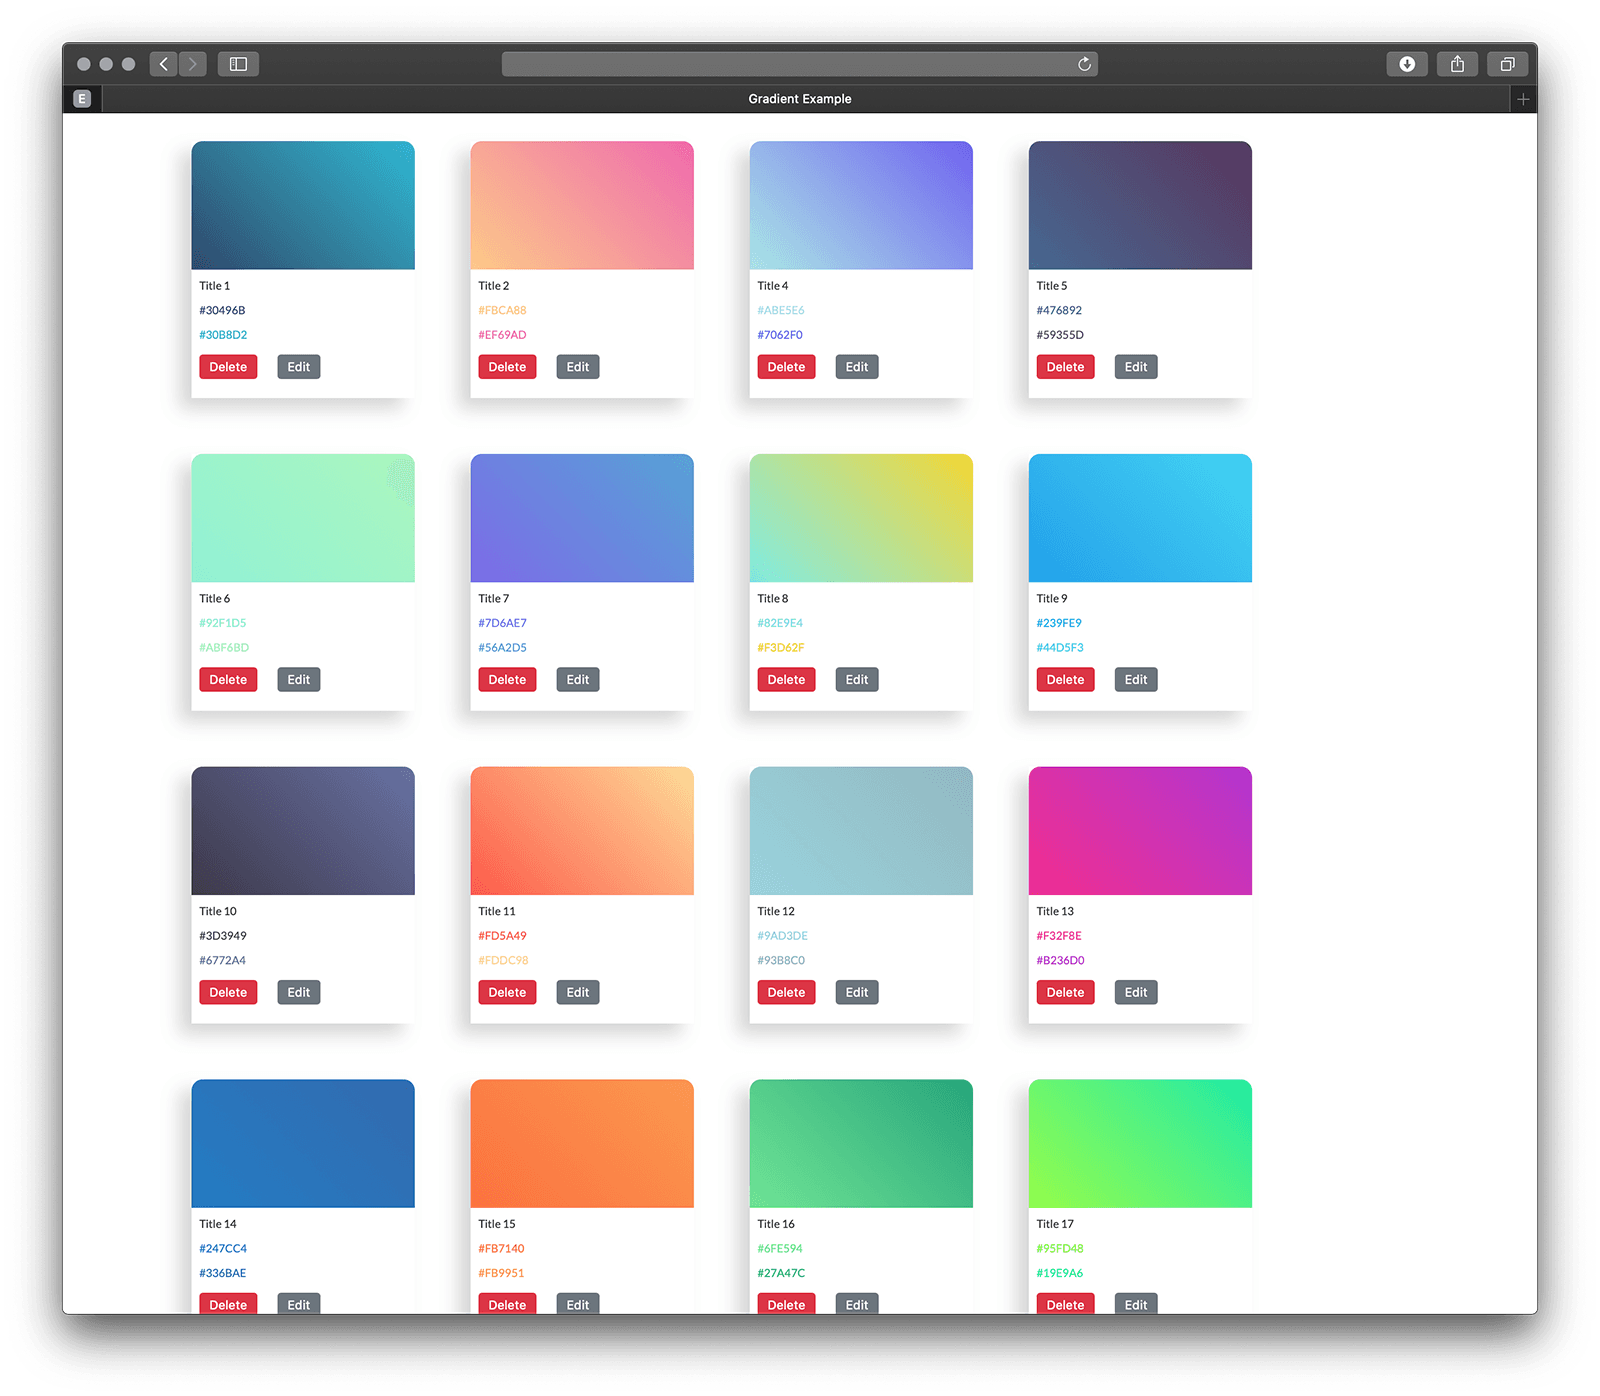 E
Gradient Example
Title 1
#30496B
#30B8D2
Delete Edit
Title 2
#FBCA88
#EF69AD
Delete Edit
Title 4
#ABE5E6
#7062F0
Delete Edit
Title 5
#476892
#59355D
Delete Edit
Title 6
#92F1D5
#ABF6BD
Delete Edit
Title 7
#7D6AE7
#56A2D5
Delete Edit
Title 8
#82E9E4
#F3D62F
Delete Edit
Title 9
#239FE9
#44D5F3
Delete Edit
Title 10
#3D3949
#6772A4
Delete Edit
Title 11
#FD5A49
#FDDC98
Delete Edit
Title 12
#9AD3DE
#93B8C0
Delete Edit
Title 13
#F32F8E
#B236D0
Delete Edit
Title 14
#247CC4
#336BAE
Delete Edit
Title 15
#FB7140
#FB9951
Delete Edit
Title 16
#6FE594
#27A47C
Delete Edit
Title 17
#95FD48
#19E9A6
Delete Edit